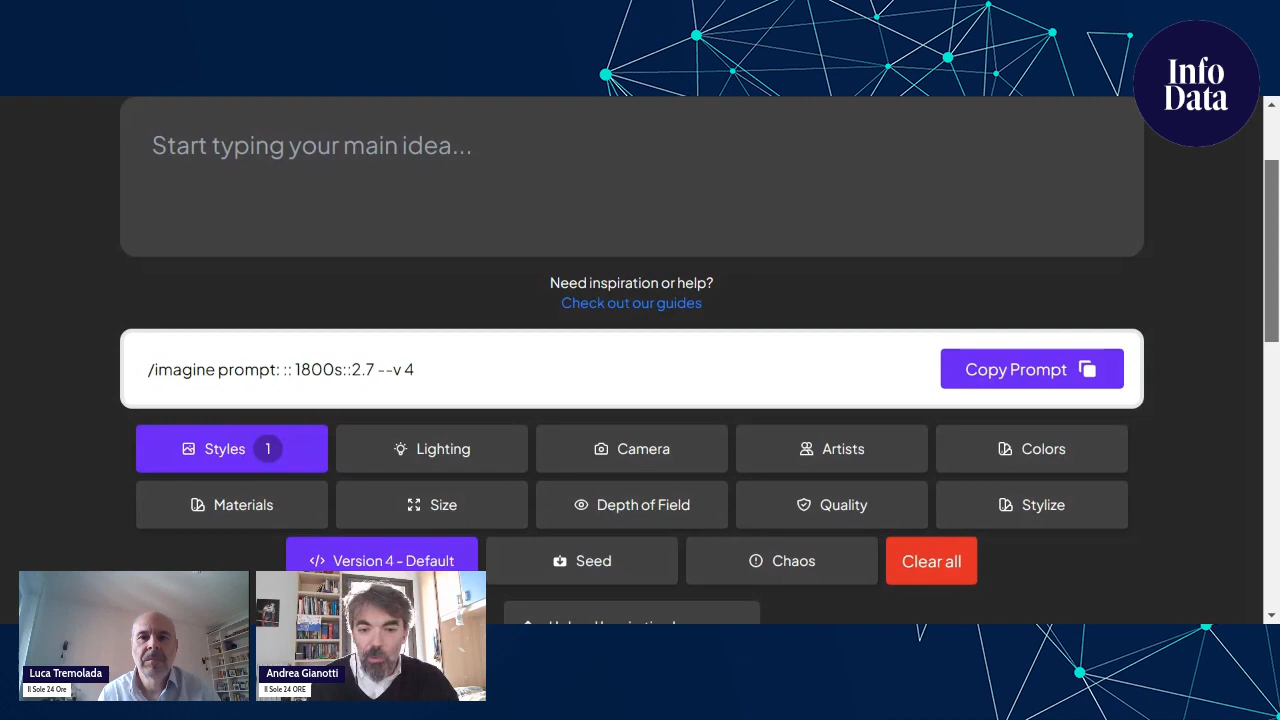 Info
Data
Start typing your main idea...
Need inspiration or help?
Check out our guides
/imagine prompt: :: 1800s::2.7 --v 4
Copy Prompt
Styles 1
Lighting
Camera
Artists
Colors
Materials
Size
Depth of Field
Quality
Stylize
Version 4 - Default
Seed
Chaos
Clear all
Luca Tremolada
Il Sole 24 Ore
Andrea Gianotti
Il Sole 24 ORE